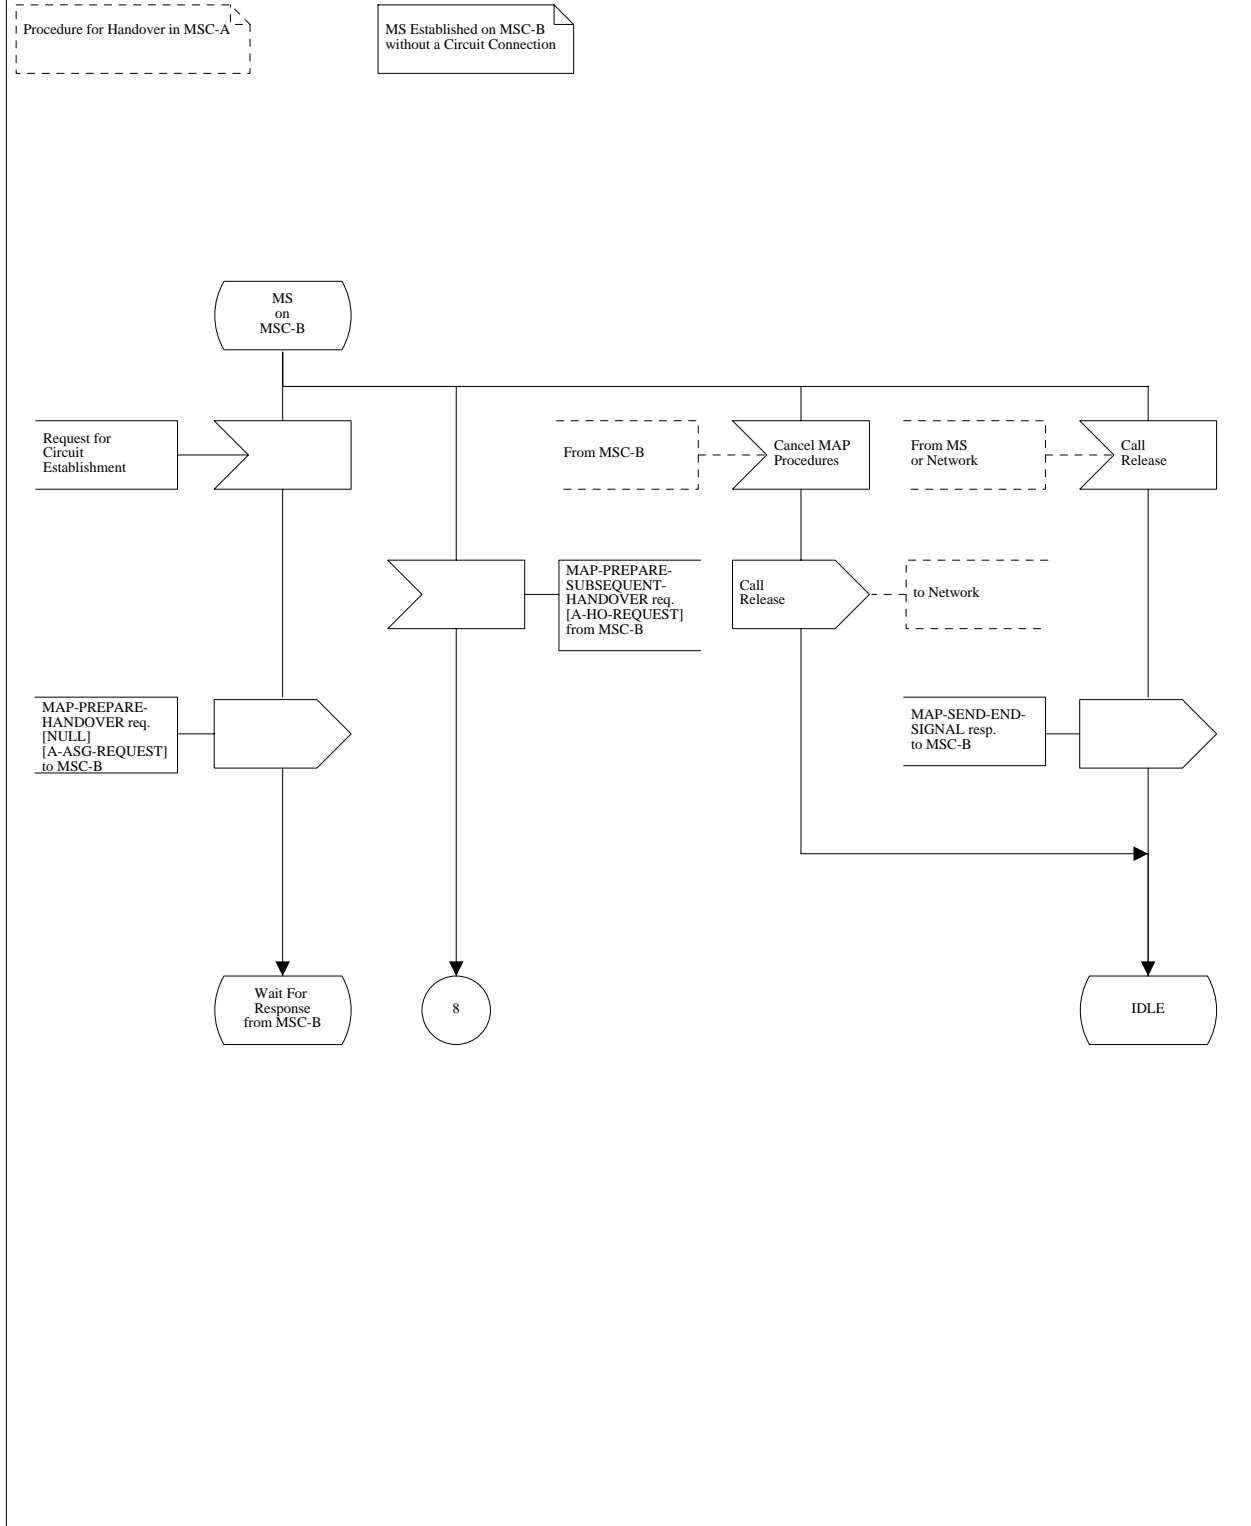 Procedure for Handover in MSC-A
MS Established on MSC-B
without a Circuit Connection
MS
on
MSC-B
Request for
Circuit
Establishment
From MSC-B
Cancel MAP
Procedures
From MS
or Network
Call
Release
MAP-PREPARE-
SUBSEQUENT-
HANDOVER req.
[A-HO-REQUEST]
from MSC-B
Call
Release
to Network
MAP-PREPARE-
HANDOVER req.
[NULL]
[A-ASG-REQUEST]
to MSC-B
MAP-SEND-END-
SIGNAL resp.
to MSC-B
Wait For
Response
from MSC-B
8
IDLE